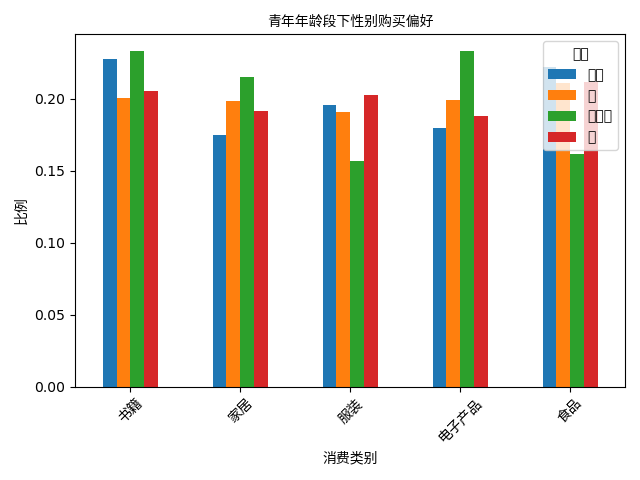 青年年龄段下性别购买偏好
比例
0.20
0.15
0.10
0.05
0.00
书籍
家居
服装
电子产品
食品
消费类别